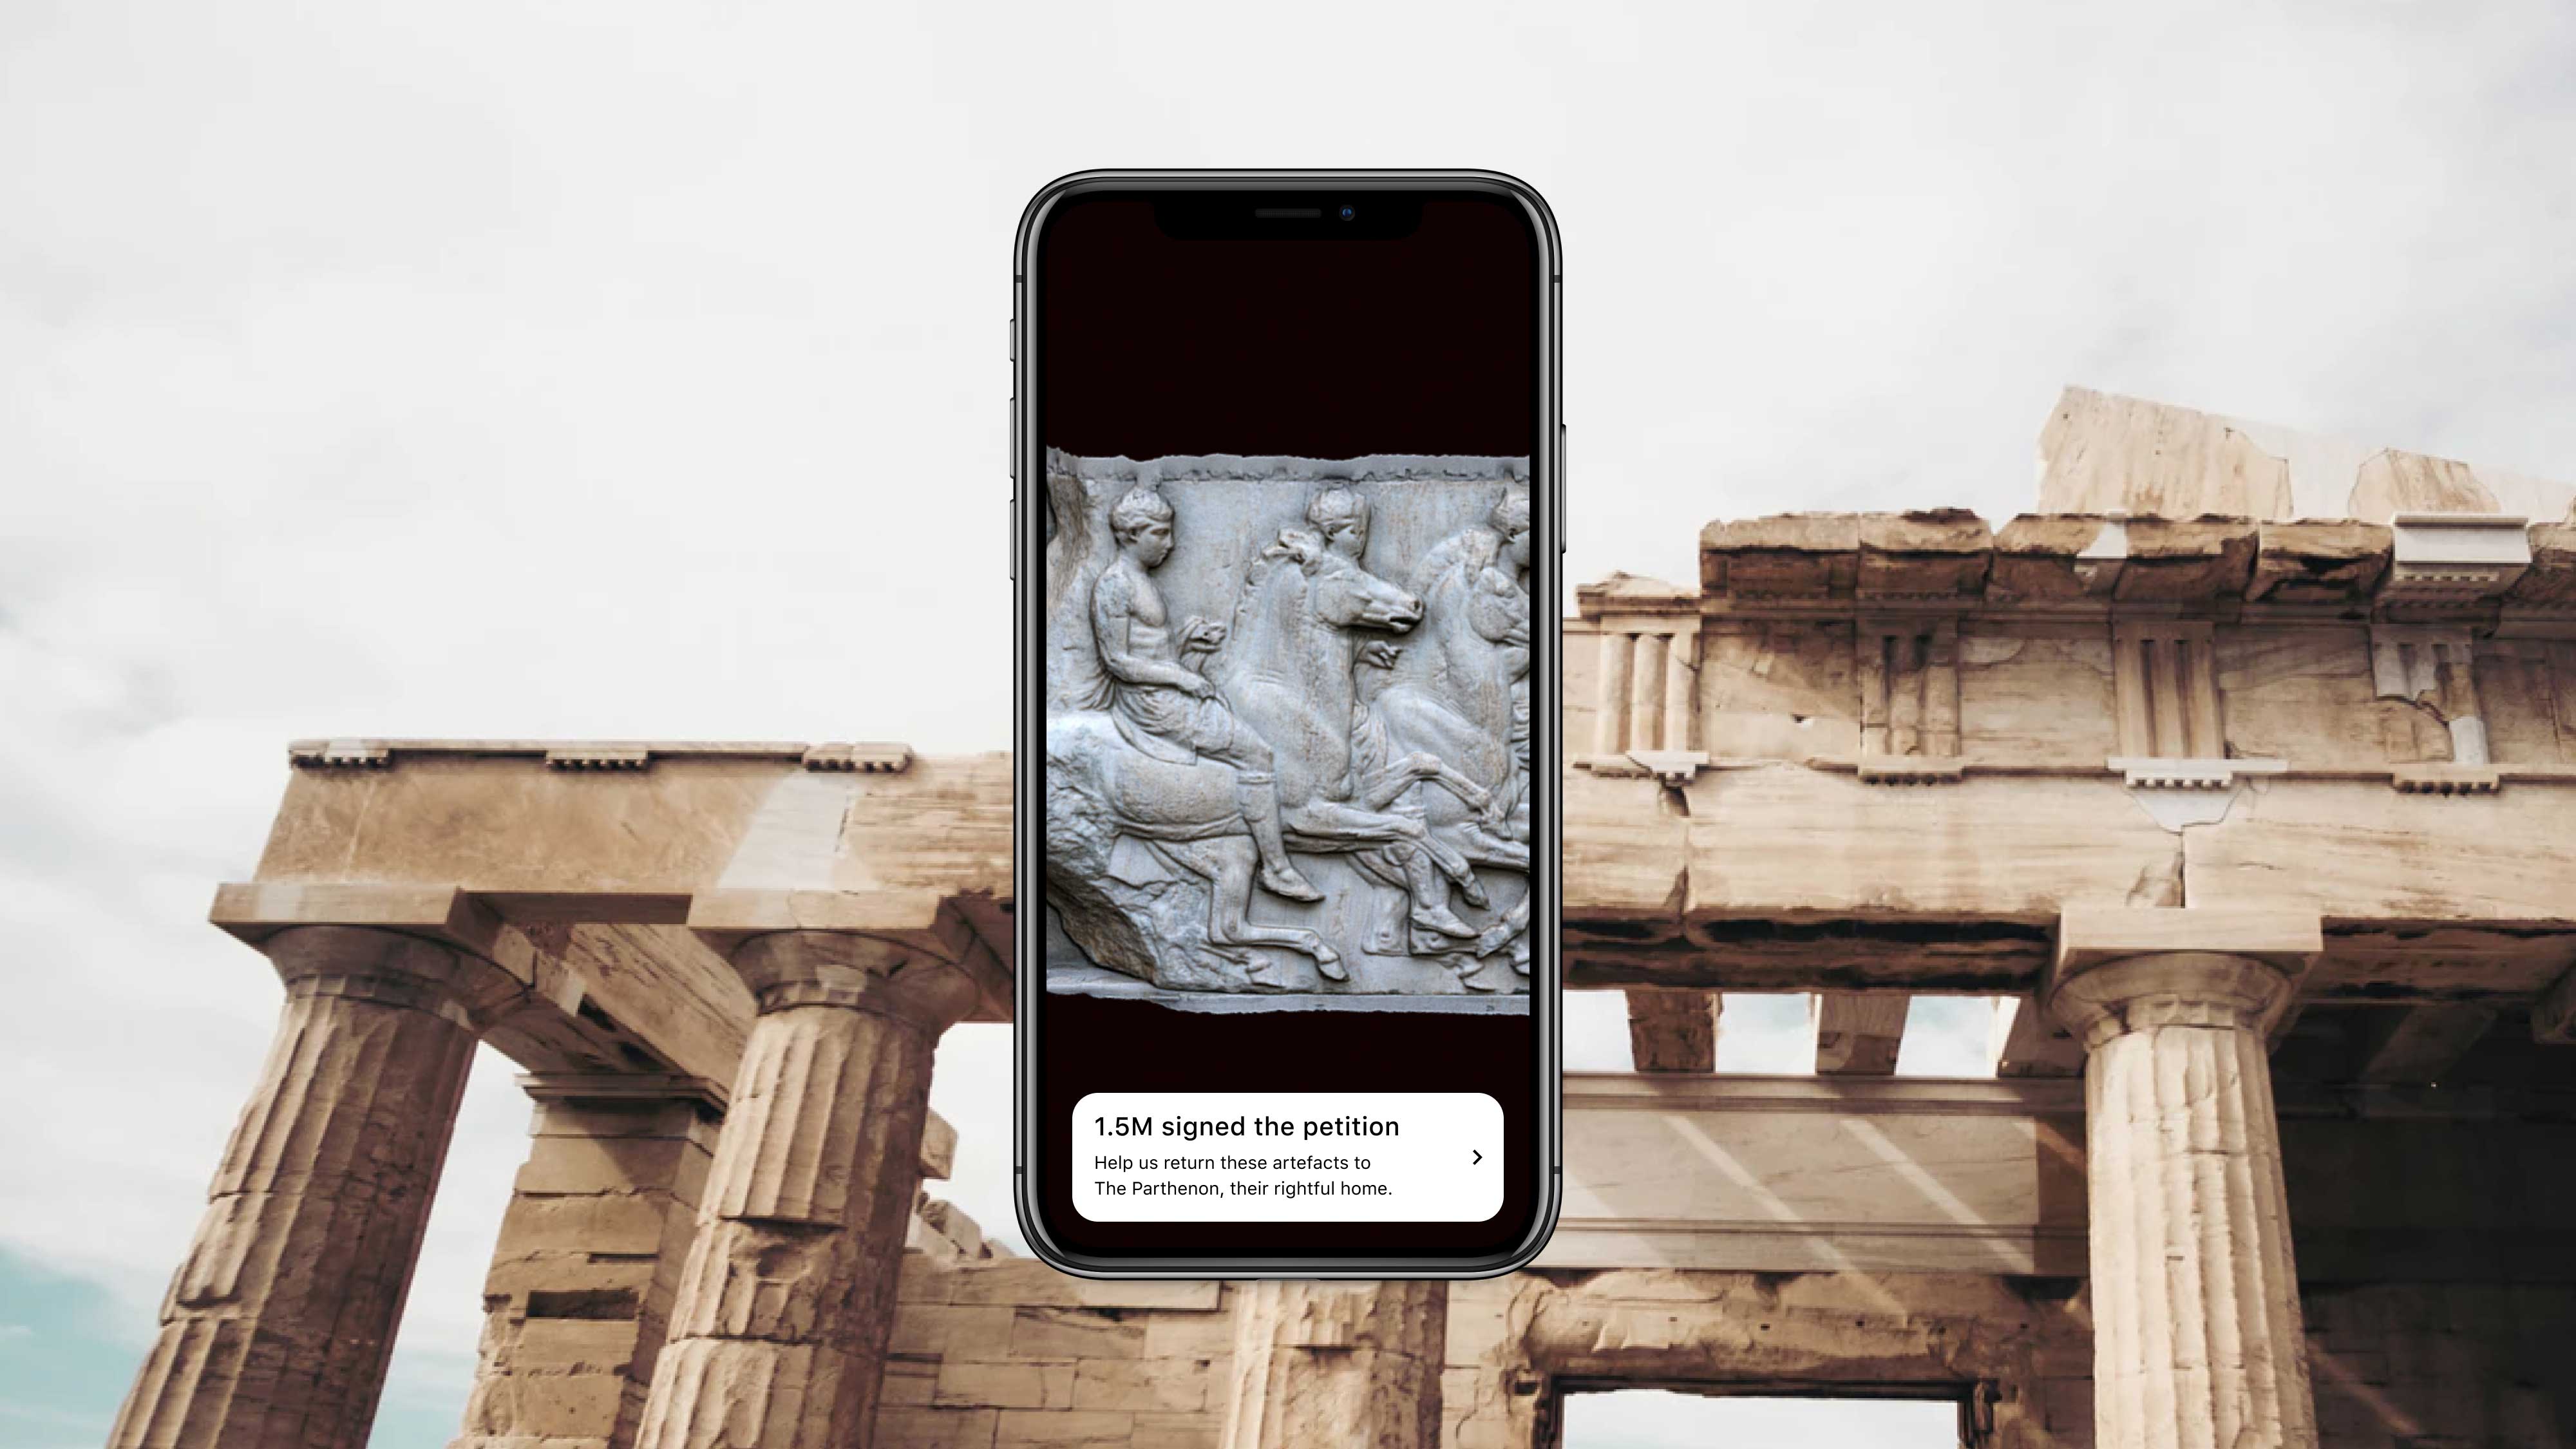 1.5M signed the petition
Help us return these artefacts to
The Parthenon, their rightful home.